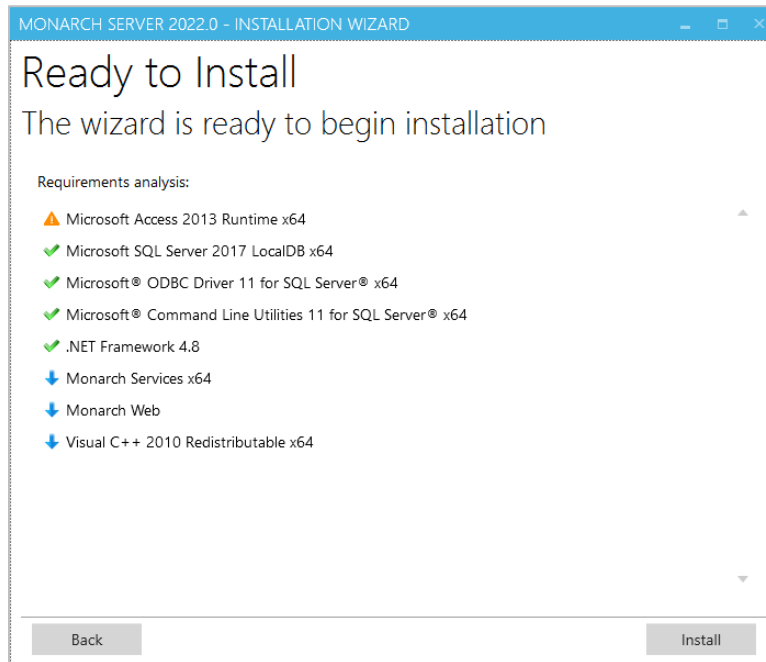 MONARCH SERVER 2022.0 - INSTALLATION WIZARD
Ready to Install
The wizard is ready to begin installation
Requirements analysis:
Microsoft Access 2013 Runtime x64
Microsoft SQL Server 2017 LocalDB x64
Microsoft® ODBC Driver 11 for SQL Server® x64
Microsoft® Command Line Utilities 11 for SQL Server® x64
.NET Framework 4.8
Monarch Services x64
Monarch Web
Visual C++ 2010 Redistributable x64
Back
Install